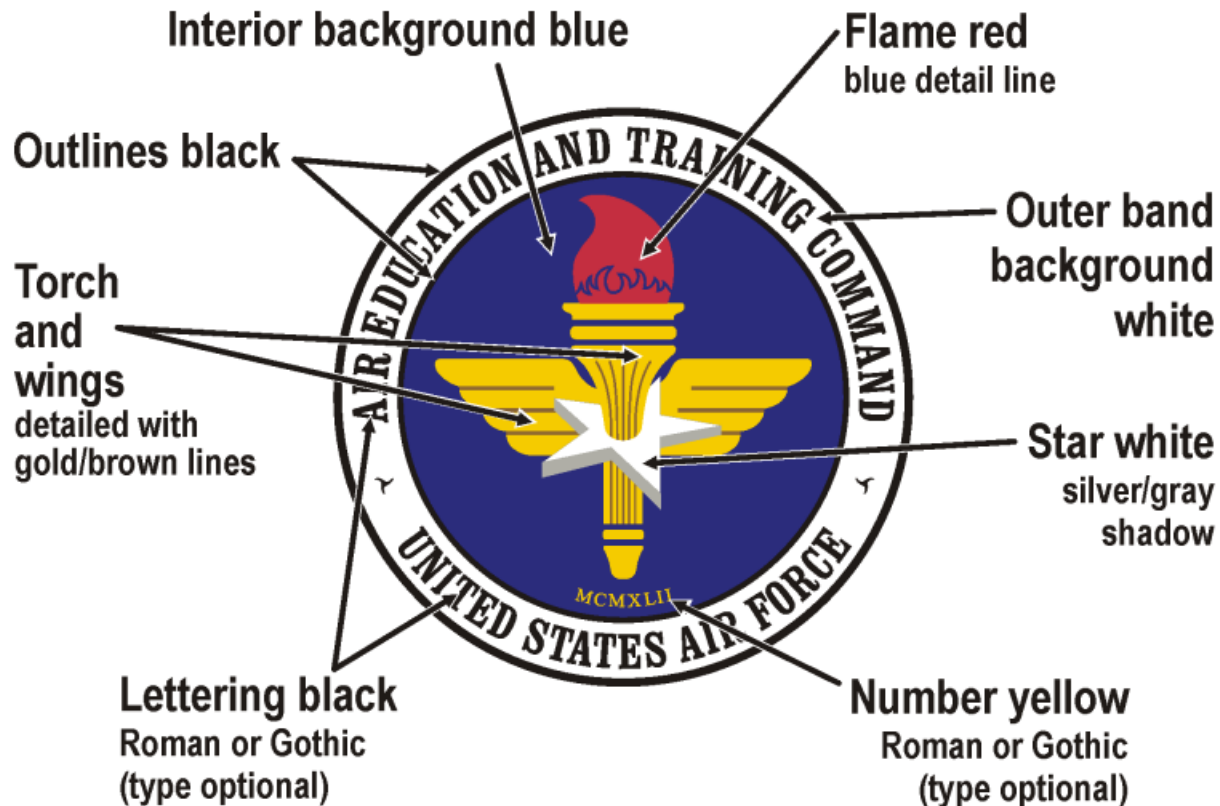 Interior background blue
Flame red
blue detail line
Outlines black
AIR EDUCATION AND TRAINING COMMAND
Outer band
background
white
Torch
and
wings
detailed with
gold/brown lines
Star white
silver/gray
shadow
MCMXLII
UNITED STATES AIR FORCE
Lettering black
Roman or Gothic
(type optional)
Number yellow
Roman or Gothic
(type optional)